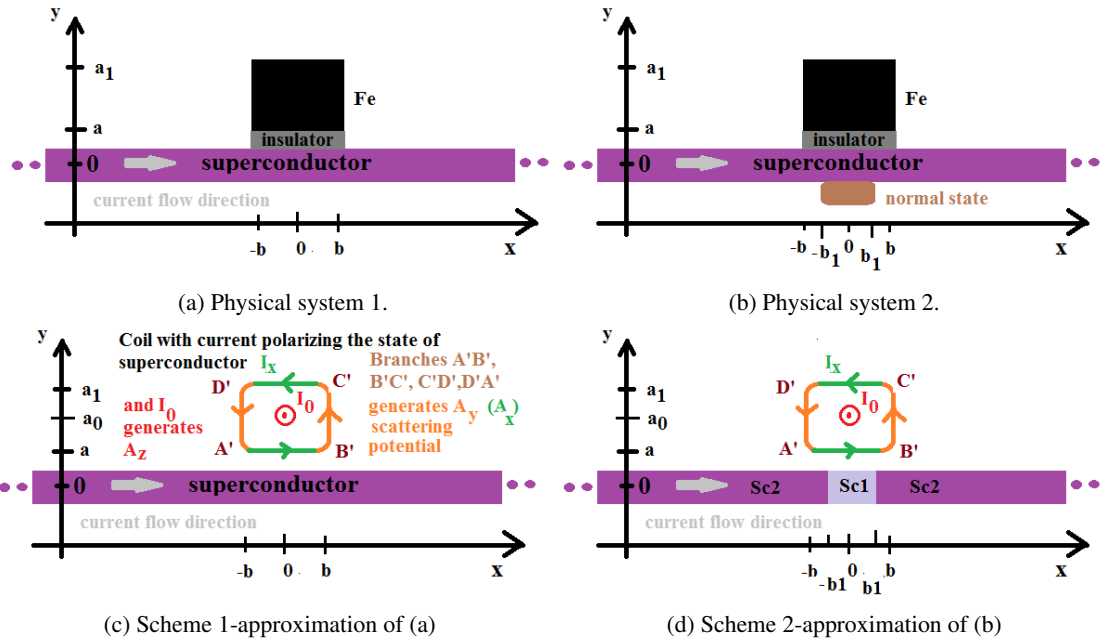 y
a1
a
0
Fe
insulator
superconductor
current flow direction
-b
0
b
x
(a) Physical system 1.
y
a1
a
0
Fe
insulator
superconductor
normal state
current flow direction
-b
-b1
0
b1
b
x
(b) Physical system 2.
y
Coil with current polarizing the state of
superconductor
Ix
Branches A'B',
B'C', C'D',D'A'
D'
C'
a1
a0
a
and I0
generates
Az
I0
generates Ay (Ax)
scattering
potential
A'
B'
0
superconductor
current flow direction
-b
0
b
x
(c) Scheme 1-approximation of (a)
y
Ix
D'
C'
a1
a0
a
I0
A'
B'
0
Sc2
Sc1
Sc2
current flow direction
-b
-b1
0
b1
b
x
(d) Scheme 2-approximation of (b)